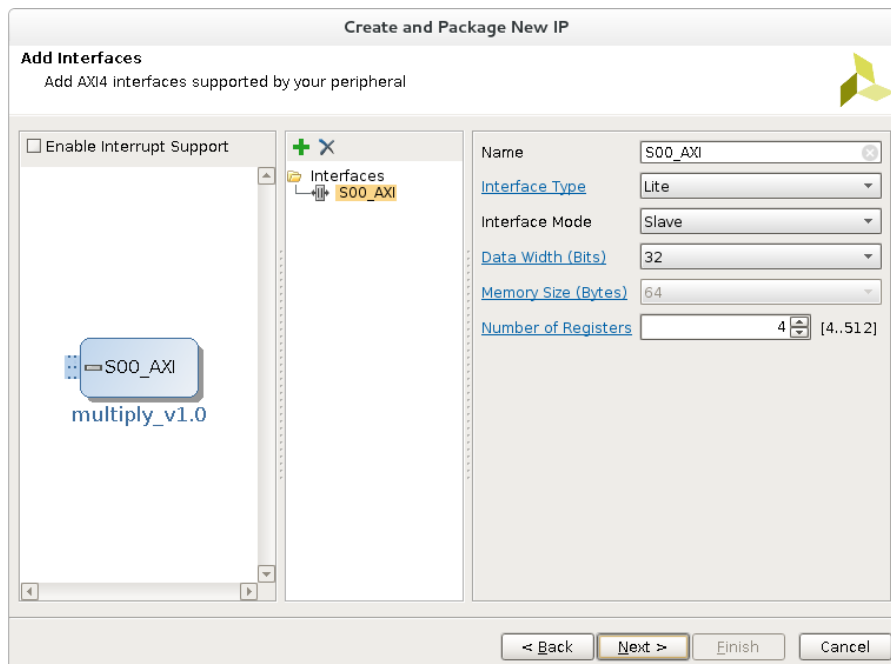 Create and Package New IP
Add Interfaces
Add AXI4 interfaces supported by your peripheral
Enable Interrupt Support
S00_AXI
multiply_v1.0
Interfaces
S00_AXI
Name S00_AXI
Interface Type Lite
Interface Mode Slave
Data Width (Bits) 32
Memory Size (Bytes) 64
Number of Registers 4 [4..512]
< Back Next > Finish Cancel